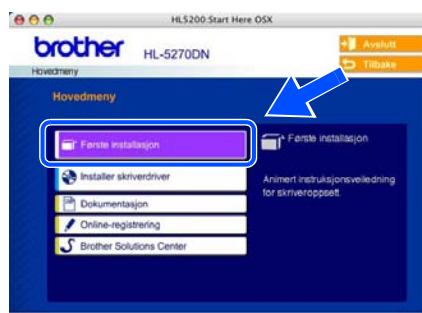 HL5200:Start Here OSX
brother HL-5270DN
Avslutt
Tilbake
Hovedmeny
Hovedmeny
Første installasjon
Installer skriverdriver
Dokumentasjon
Online-registrering
Brother Solutions Center
Første installasjon
Animert instruksjonsveiledning
for skriveroppsett.